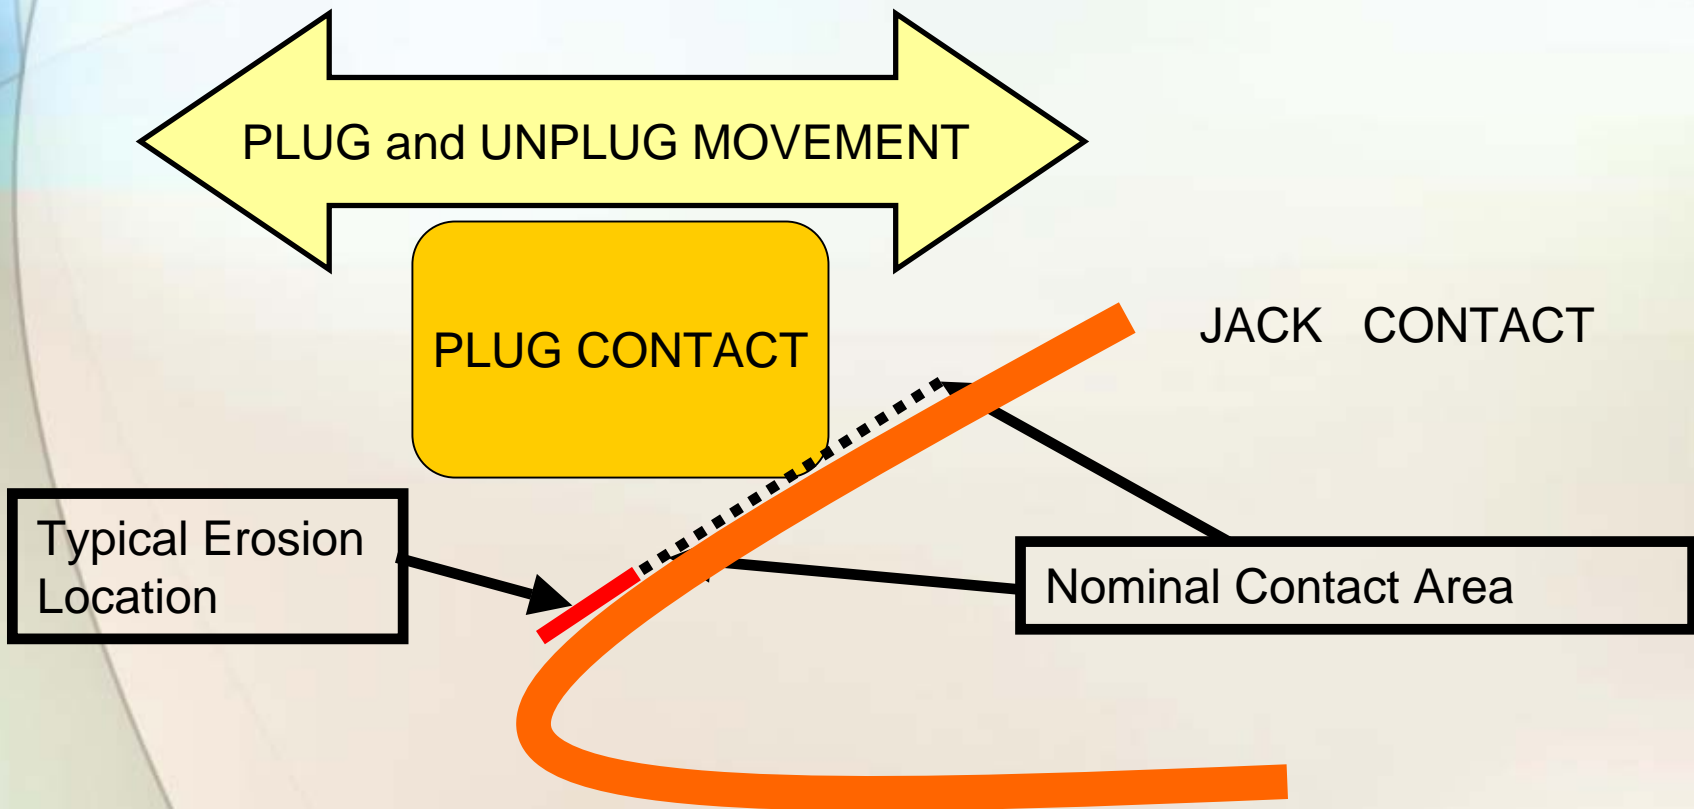 PLUG and UNPLUG MOVEMENT
PLUG CONTACT
JACK CONTACT
Typical Erosion
Location
Nominal Contact Area